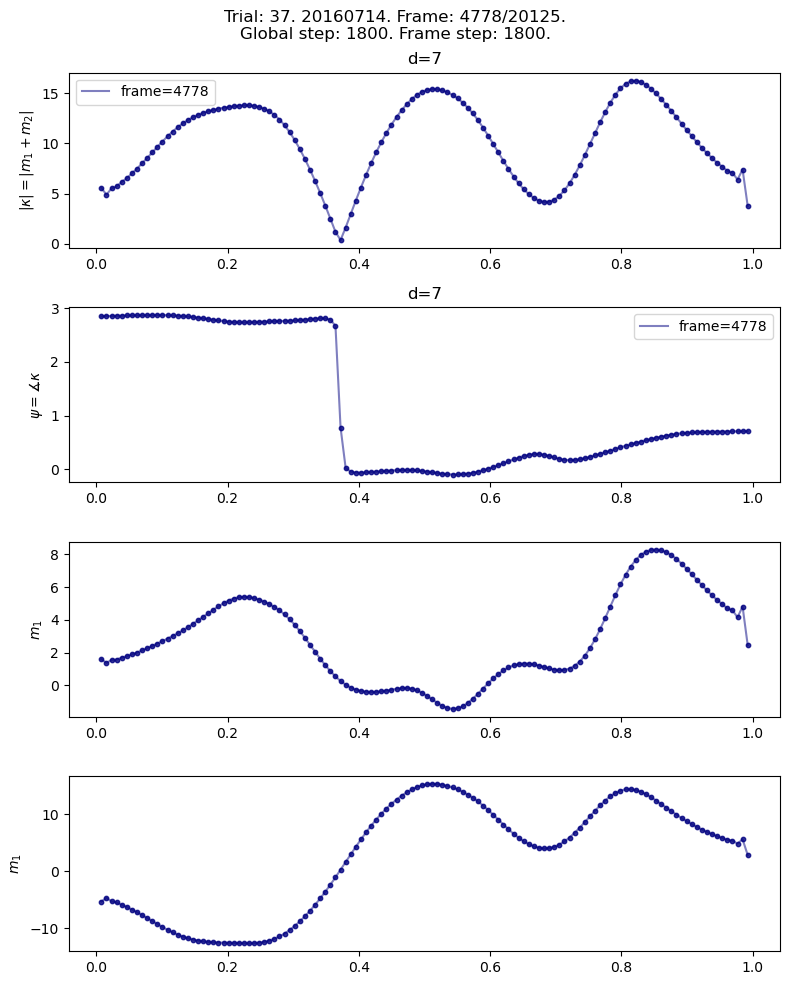 Trial: 37. 20160714. Frame: 4778/20125.
Global step: 1800. Frame step: 1800.
d=7
frame=4778
|κ| = |m₁ + m₂|
15
10
5
0
0.0 0.2 0.4 0.6 0.8 1.0
d=7
frame=4778
ψ = ∡κ
3
2
1
0
0.0 0.2 0.4 0.6 0.8 1.0
m₁
8
6
4
2
0
0.0 0.2 0.4 0.6 0.8 1.0
m₁
10
0
−10
0.0 0.2 0.4 0.6 0.8 1.0